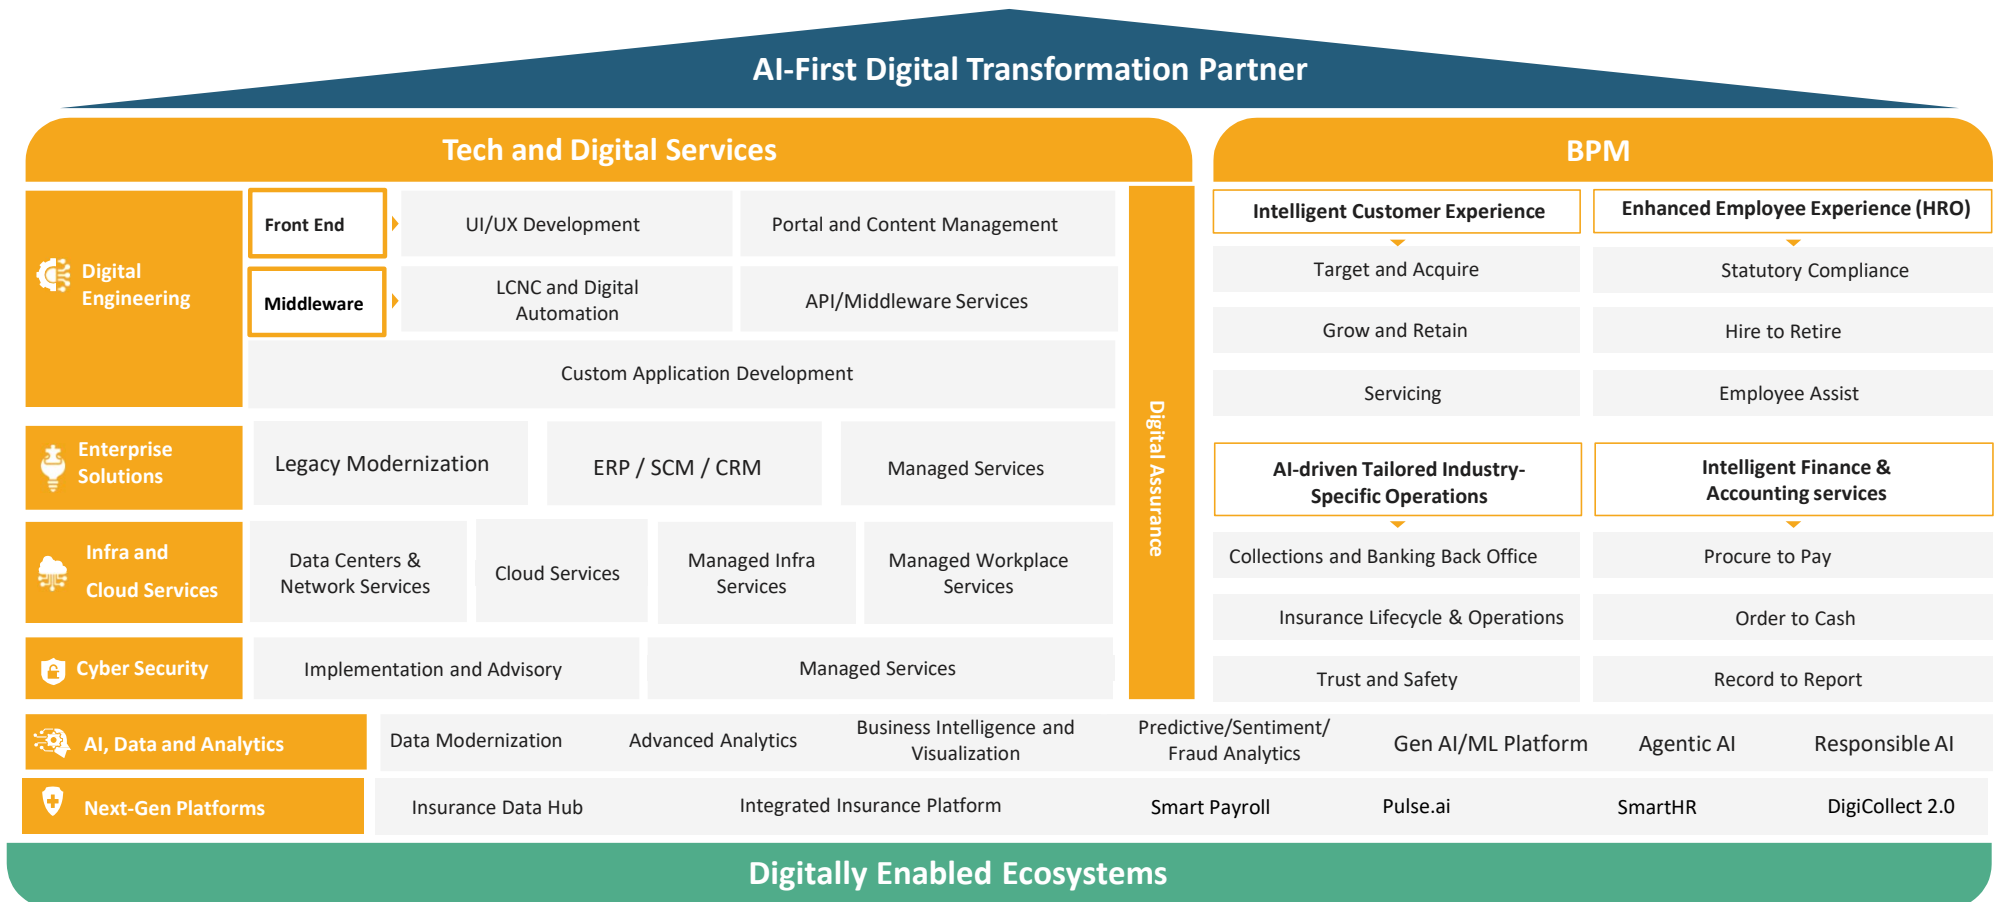 AI-First Digital Transformation Partner
Tech and Digital Services
Digital
Engineering
Front End
UI/UX Development
Portal and Content Management
Middleware
LCNC and Digital
Automation
API/Middleware Services
Custom Application Development
Enterprise
Solutions
Legacy Modernization
ERP / SCM / CRM
Managed Services
Infra and
Cloud Services
Data Centers &
Network Services
Cloud Services
Managed Infra
Services
Managed Workplace
Services
Cyber Security
Implementation and Advisory
Managed Services
Digital Assurance
BPM
Intelligent Customer Experience
Target and Acquire
Grow and Retain
Servicing
Enhanced Employee Experience (HRO)
Statutory Compliance
Hire to Retire
Employee Assist
AI-driven Tailored Industry-
Specific Operations
Collections and Banking Back Office
Insurance Lifecycle & Operations
Trust and Safety
Intelligent Finance &
Accounting services
Procure to Pay
Order to Cash
Record to Report
AI, Data and Analytics
Data Modernization
Advanced Analytics
Business Intelligence and
Visualization
Predictive/Sentiment/
Fraud Analytics
Gen AI/ML Platform
Agentic AI
Responsible AI
Next-Gen Platforms
Insurance Data Hub
Integrated Insurance Platform
Smart Payroll
Pulse.ai
SmartHR
DigiCollect 2.0
Digitally Enabled Ecosystems